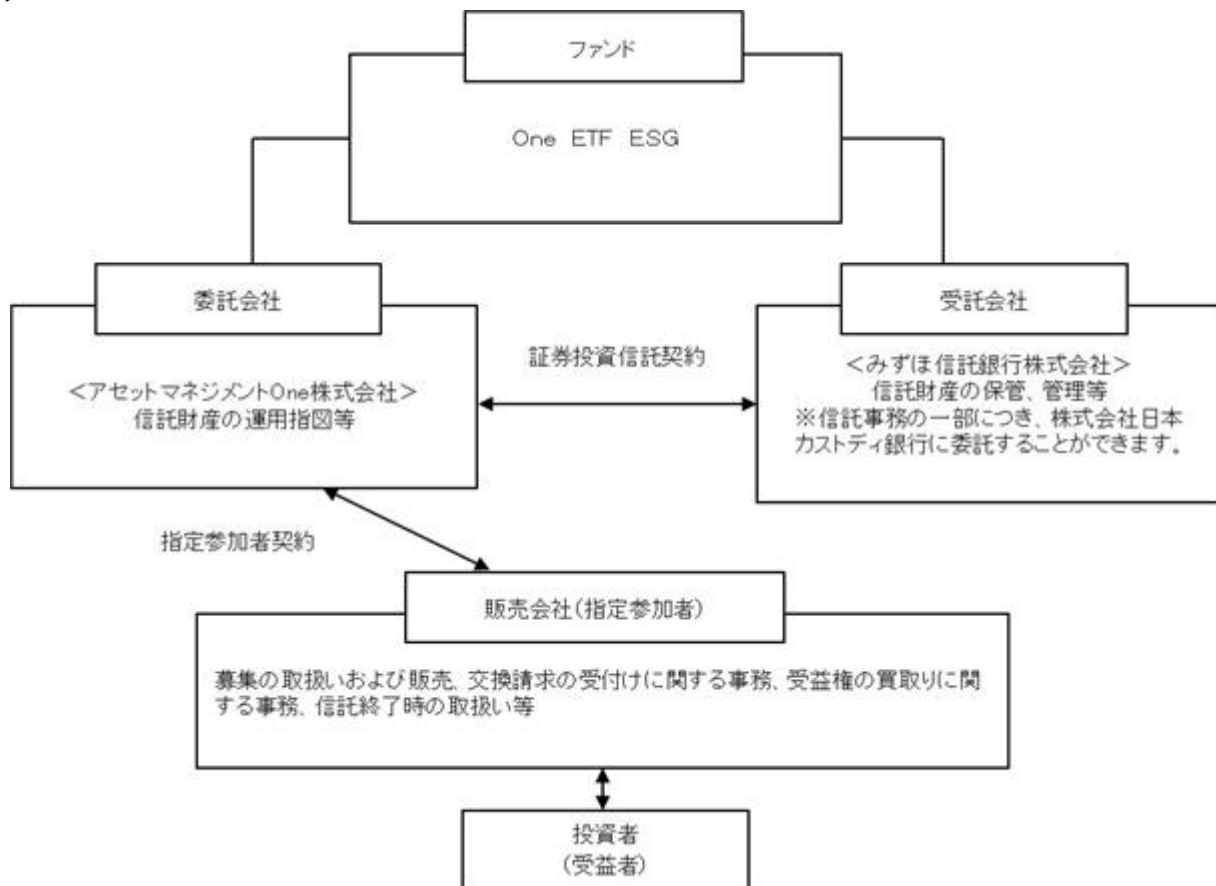 ファンド
One ETF ESG
委託会社
<アセットマネジメントOne株式会社>
信託財産の運用指図等
証券投資信託契約
受託会社
<みずほ信託銀行株式会社>
信託財産の保管、管理等
※信託事務の一部につき、株式会社日本
カストディ銀行に委託することができます。
指定参加者契約
販売会社(指定参加者)
募集の取扱いおよび販売、交換請求の受付けに関する事務、受益権の買取りに関
する事務、信託終了時の取扱い等
投資者
(受益者)